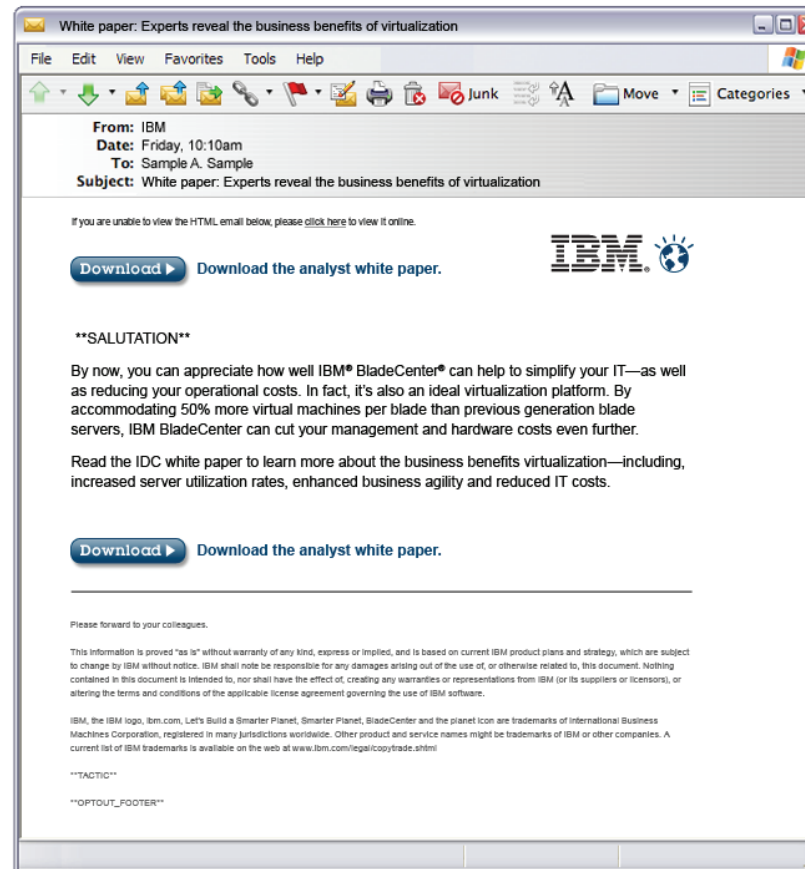 White paper: Experts reveal the business benefits of virtualization
File Edit View Favorites Tools Help
Junk Move Categories
From: IBM
Date: Friday, 10:10am
To: Sample A. Sample
Subject: White paper: Experts reveal the business benefits of virtualization
If you are unable to view the HTML email below, please click here to view it online.
IBM®
Download Download the analyst white paper.
**SALUTATION**
By now, you can appreciate how well IBM® BladeCenter® can help to simplify your IT—as well
as reducing your operational costs. In fact, it's also an ideal virtualization platform. By
accommodating 50% more virtual machines per blade than previous generation blade
servers, IBM BladeCenter can cut your management and hardware costs even further.
Read the IDC white paper to learn more about the business benefits virtualization—including,
increased server utilization rates, enhanced business agility and reduced IT costs.
Download Download the analyst white paper.
Please forward to your colleagues.
This information is proved "as is" without warranty of any kind, express or implied, and is based on current IBM product plans and strategy, which are subject
to change by IBM without notice. IBM shall note be responsible for any damages arising out of the use of, or otherwise related to, this document. Nothing
contained in this document is intended to, nor shall have the effect of, creating any warranties or representations from IBM (or its suppliers or licensors), or
altering the terms and conditions of the applicable license agreement governing the use of IBM software.
IBM, the IBM logo, ibm.com, Let's Build a Smarter Planet, Smarter Planet, BladeCenter and the planet icon are trademarks of International Business
Machines Corporation, registered in many jurisdictions worldwide. Other product and service names might be trademarks of IBM or other companies. A
current list of IBM trademarks is available on the web at www.ibm.com/legal/copytrade.shtml
**TACTIC**
**OPTOUT_FOOTER**